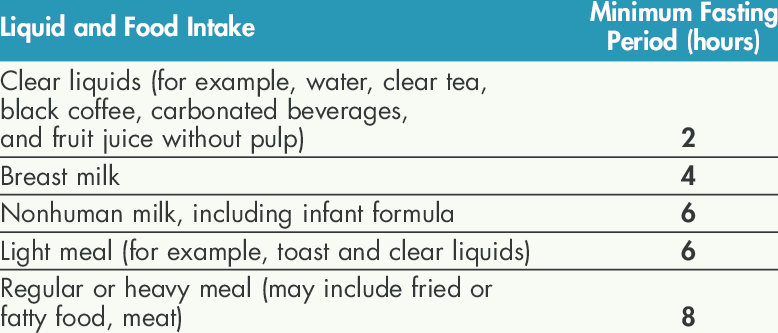 Liquid and Food Intake
Minimum Fasting
Period (hours)
Clear liquids (for example, water, clear tea,
black coffee, carbonated beverages,
and fruit juice without pulp)
2
Breast milk
4
Nonhuman milk, including infant formula
6
Light meal (for example, toast and clear liquids)
6
Regular or heavy meal (may include fried or
fatty food, meat)
8